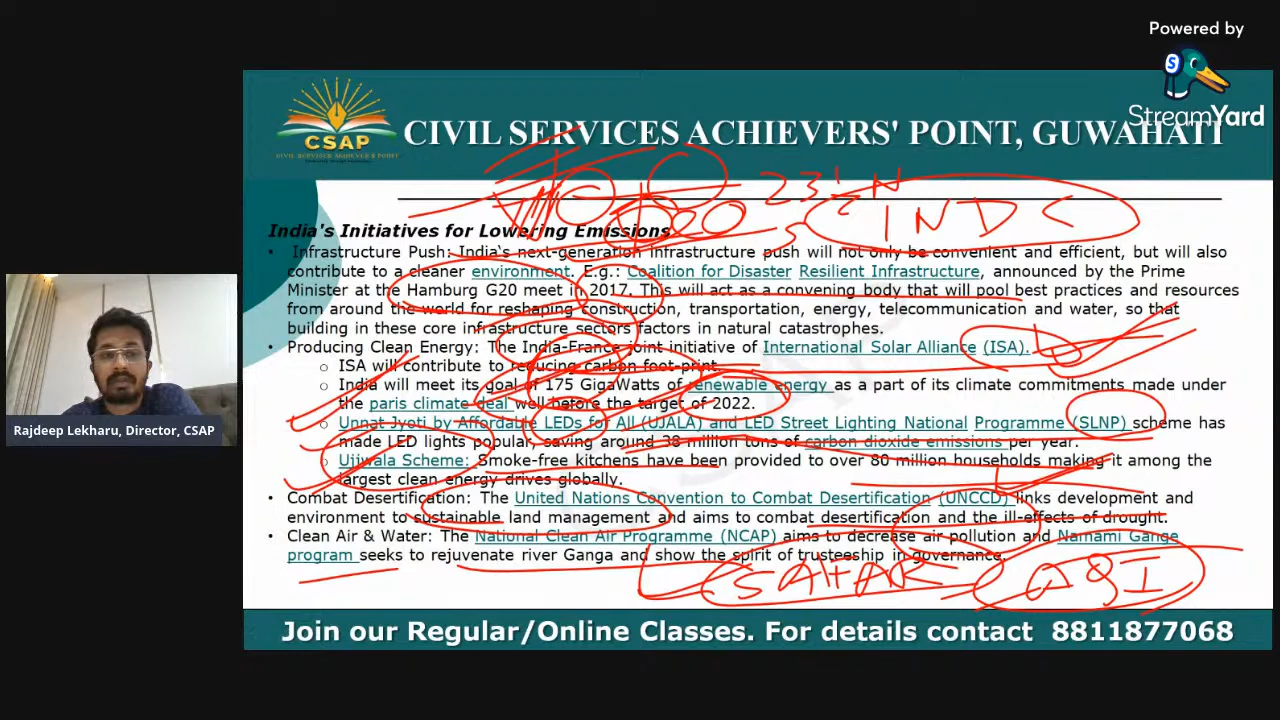 Powered by
StreamYard
CSAP
CIVIL SERVICES ACHIEVER'S POINT
CIVIL SERVICES ACHIEVERS' POINT, GUWAHATI
23½ N
INDC
India's Initiatives for Lowering Emissions
• Infrastructure Push: India's next-generation infrastructure push will not only be convenient and efficient, but will also
contribute to a cleaner environment. E.g.: Coalition for Disaster Resilient Infrastructure, announced by the Prime
Minister at the Hamburg G20 meet in 2017. This will act as a convening body that will pool best practices and resources
from around the world for reshaping construction, transportation, energy, telecommunication and water, so that
building in these core infrastructure sectors factors in natural catastrophes.
• Producing Clean Energy: The India-France joint initiative of International Solar Alliance (ISA).
o ISA will contribute to reducing carbon foot-print.
o India will meet its goal of 175 GigaWatts of renewable energy as a part of its climate commitments made under
the paris climate deal well before the target of 2022.
o Unnat Jyoti by Affordable LEDs for All (UJALA) and LED Street Lighting National Programme (SLNP) scheme has
made LED lights popular, saving around 38 million tons of carbon dioxide emissions per year.
o Ujjwala Scheme: Smoke-free kitchens have been provided to over 80 million households making it among the
largest clean energy drives globally.
• Combat Desertification: The United Nations Convention to Combat Desertification (UNCCD) links development and
environment to sustainable land management and aims to combat desertification and the ill-effects of drought.
• Clean Air & Water: The National Clean Air Programme (NCAP) aims to decrease air pollution and Namami Gange
program seeks to rejuvenate river Ganga and show the spirit of trusteeship in governance.
SAFAR
AQI
Rajdeep Lekharu, Director, CSAP
Join our Regular/Online Classes. For details contact 8811877068